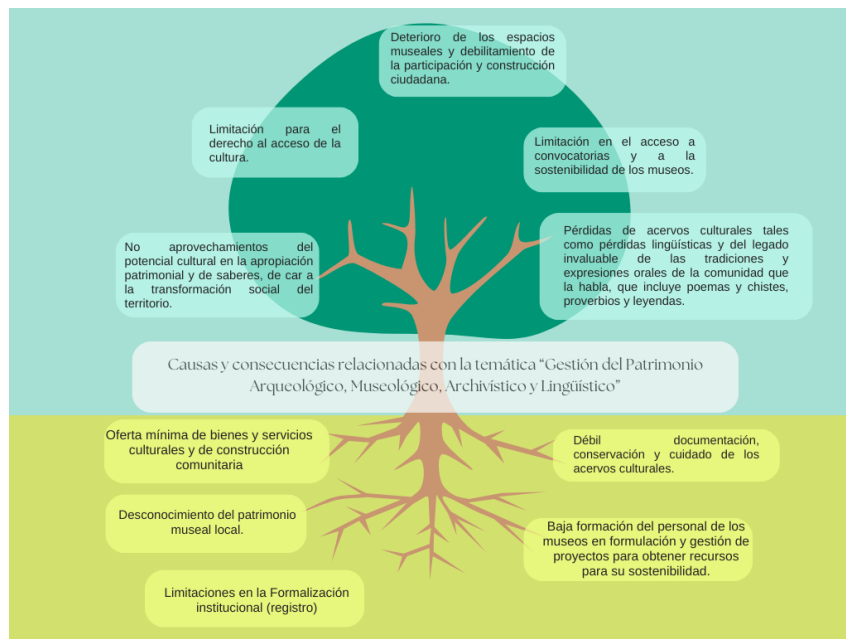 Deterioro de los espacios
museales y debilitamiento de
la participación y construcción
ciudadana.
Limitación para el
derecho al acceso de la
cultura.
Limitación en el acceso a
convocatorias y a la
sostenibilidad de los museos.
No aprovechamientos del
potencial cultural en la apropiación
patrimonial y de saberes, de car a
la transformación social del
territorio.
Pérdidas de acervos culturales tales
como pérdidas lingüísticas y del legado
invaluable de las tradiciones y
expresiones orales de la comunidad que
la habla, que incluye poemas y chistes,
proverbios y leyendas.
Causas y consecuencias relacionadas con la temática “Gestión del Patrimonio
Arqueológico, Museológico, Archivístico y Lingüístico”
Oferta mínima de bienes y servicios
culturales y de construcción
comunitaria
Débil documentación,
conservación y cuidado de los
acervos culturales.
Desconocimiento del patrimonio
museal local.
Baja formación del personal de los
museos en formulación y gestión de
proyectos para obtener recursos
para su sostenibilidad.
Limitaciones en la Formalización
institucional (registro)